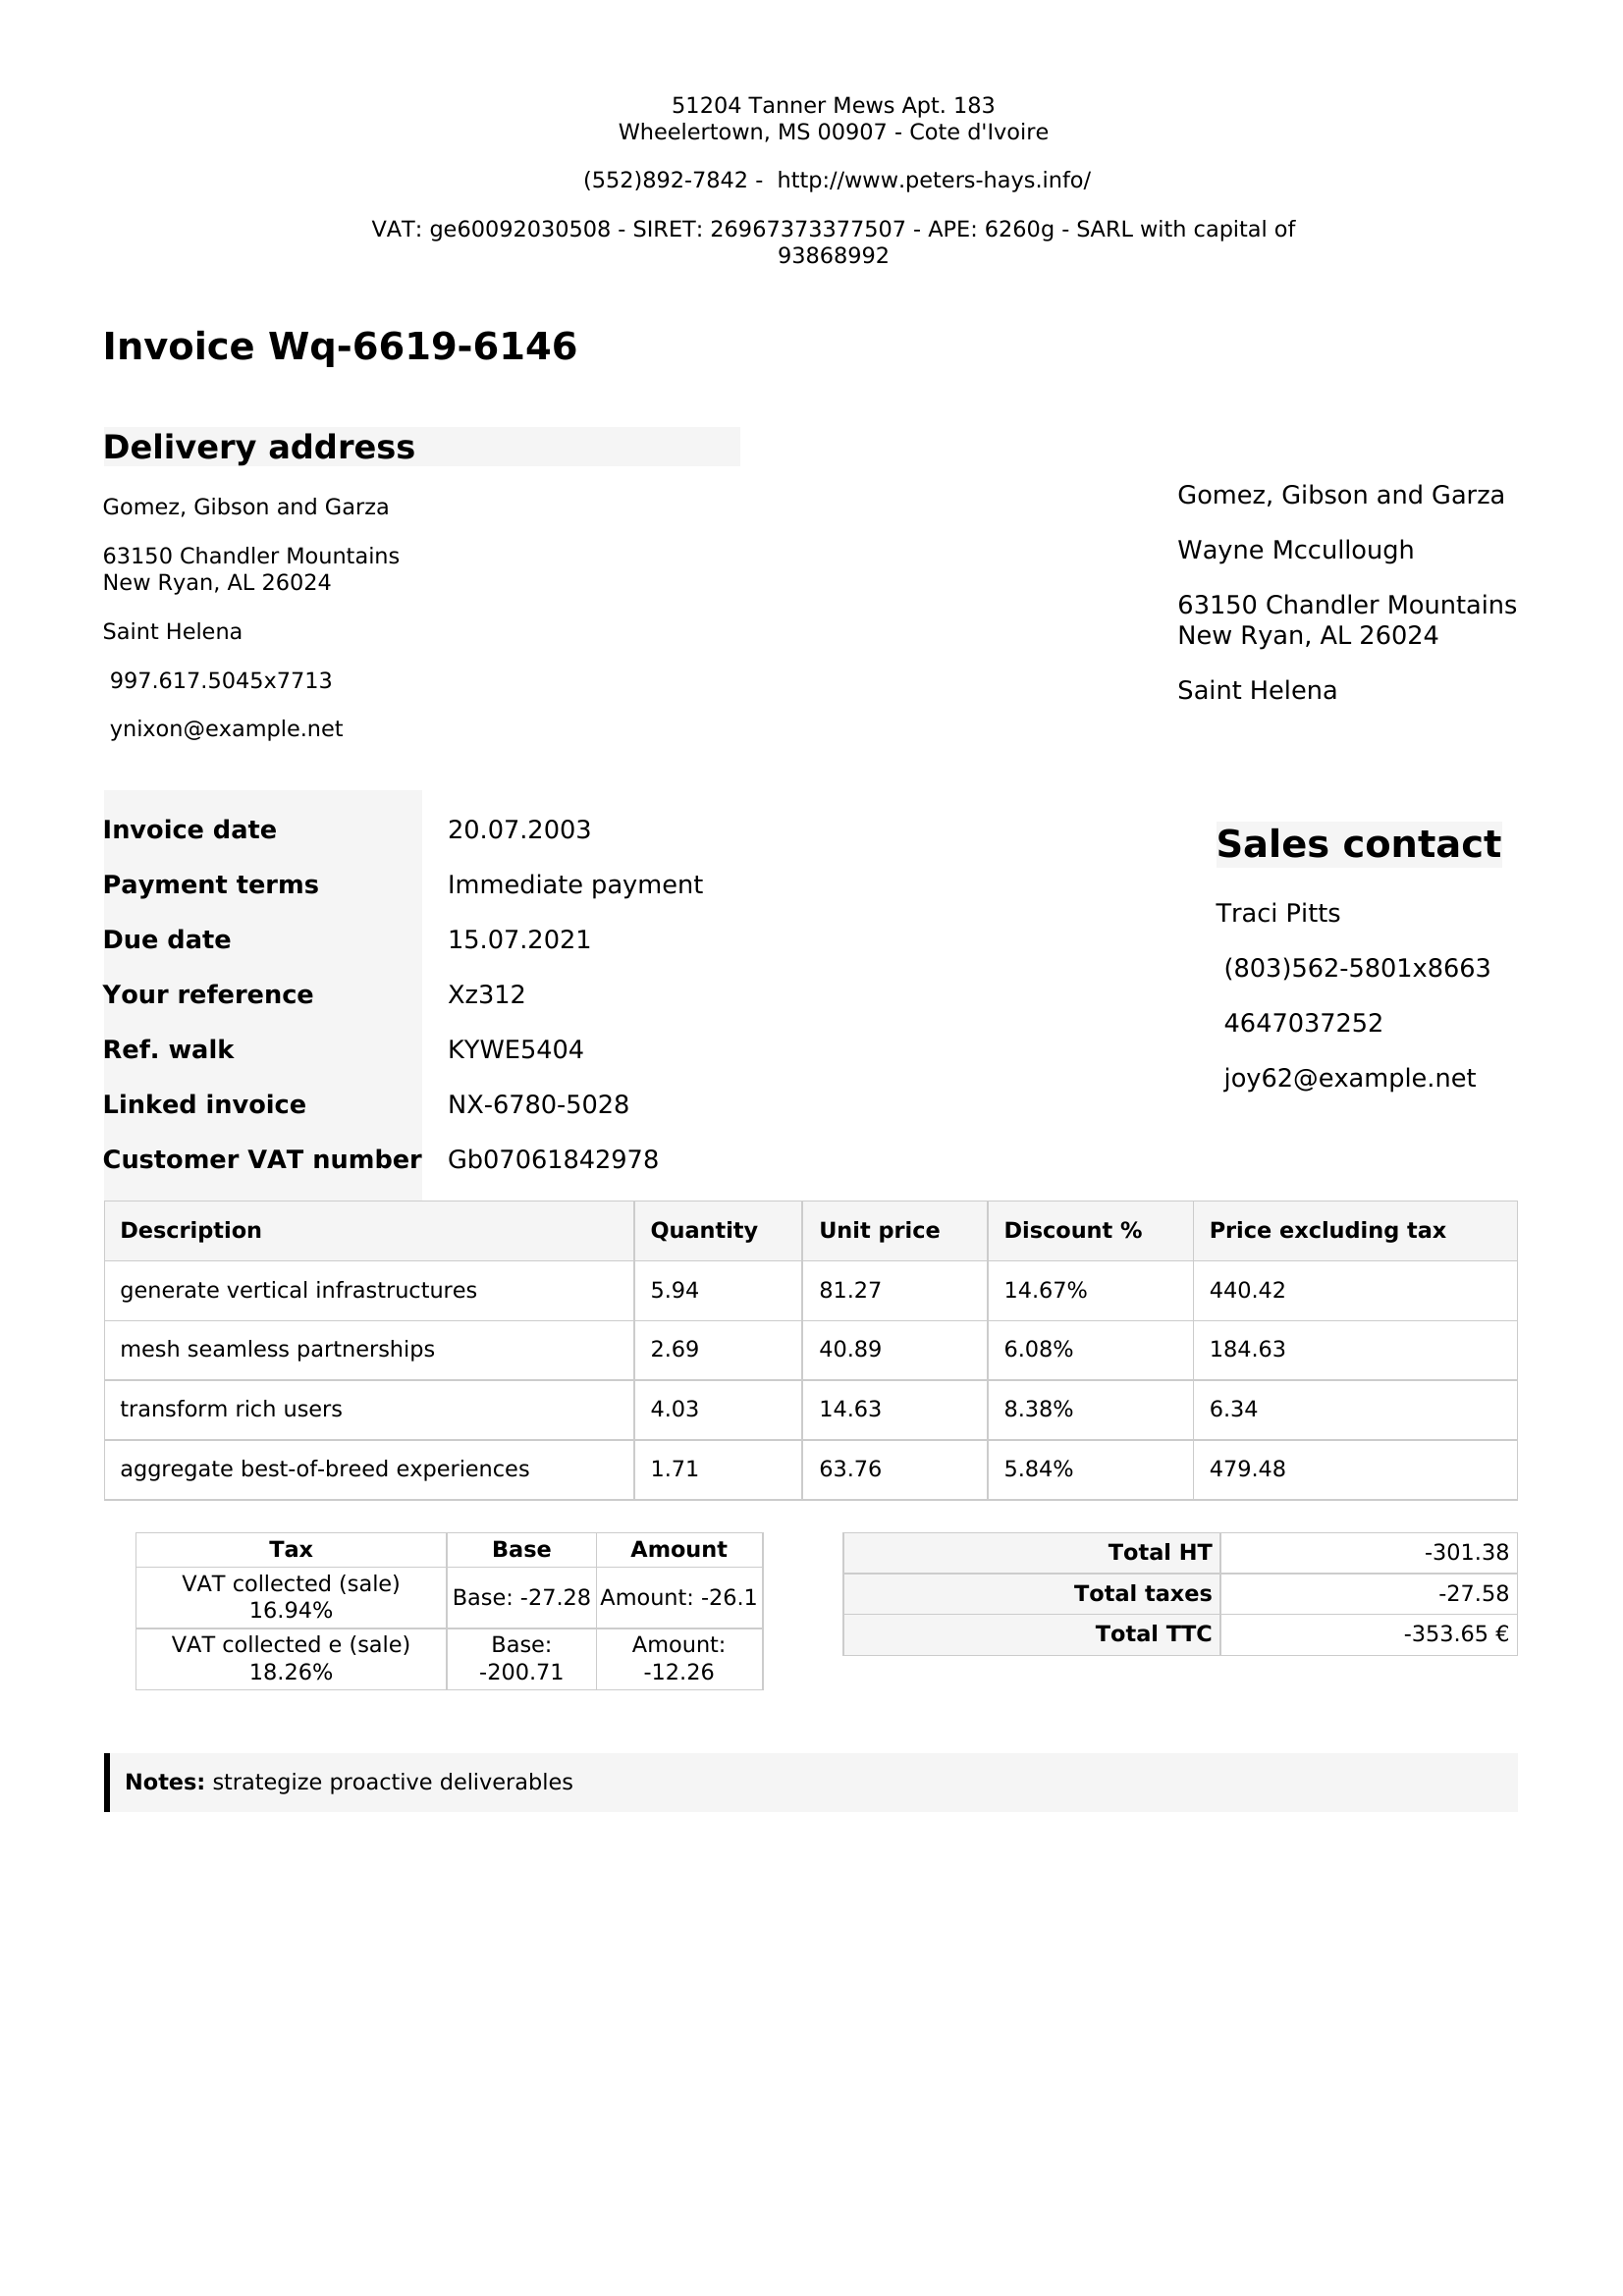 51204 Tanner Mews Apt. 183
Wheelertown, MS 00907 - Cote d'Ivoire
(552)892-7842 -  http://www.peters-hays.info/
VAT: ge60092030508 - SIRET: 26967373377507 - APE: 6260g - SARL with capital of
93868992
Invoice Wq-6619-6146
Delivery address
Gomez, Gibson and Garza
63150 Chandler Mountains
New Ryan, AL 26024
Saint Helena
997.617.5045x7713
ynixon@example.net
Gomez, Gibson and Garza
Wayne Mccullough
63150 Chandler Mountains
New Ryan, AL 26024
Saint Helena
Invoice date 20.07.2003
Payment terms Immediate payment
Due date 15.07.2021
Your reference Xz312
Ref. walk KYWE5404
Linked invoice NX-6780-5028
Customer VAT number Gb07061842978
Sales contact
Traci Pitts
(803)562-5801x8663
4647037252
joy62@example.net
Description Quantity Unit price Discount % Price excluding tax
generate vertical infrastructures 5.94 81.27 14.67% 440.42
mesh seamless partnerships 2.69 40.89 6.08% 184.63
transform rich users 4.03 14.63 8.38% 6.34
aggregate best-of-breed experiences 1.71 63.76 5.84% 479.48
Tax Base Amount
VAT collected (sale)
16.94% Base: -27.28 Amount: -26.1
VAT collected e (sale) Base: Amount:
18.26% -200.71 -12.26
Total HT -301.38
Total taxes -27.58
Total TTC -353.65 €
Notes: strategize proactive deliverables